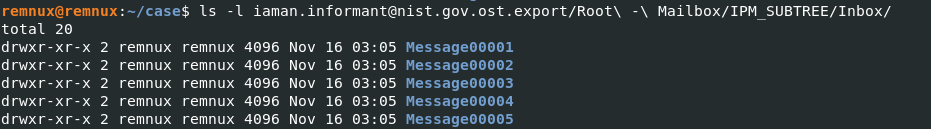 remnux@remnux:~/case$ ls -l iaman.informant@nist.gov.ost.export/Root\ -\ Mailbox/IPM_SUBTREE/Inbox/
total 20
drwxr-xr-x 2 remnux remnux 4096 Nov 16 03:05 Message00001
drwxr-xr-x 2 remnux remnux 4096 Nov 16 03:05 Message00002
drwxr-xr-x 2 remnux remnux 4096 Nov 16 03:05 Message00003
drwxr-xr-x 2 remnux remnux 4096 Nov 16 03:05 Message00004
drwxr-xr-x 2 remnux remnux 4096 Nov 16 03:05 Message00005